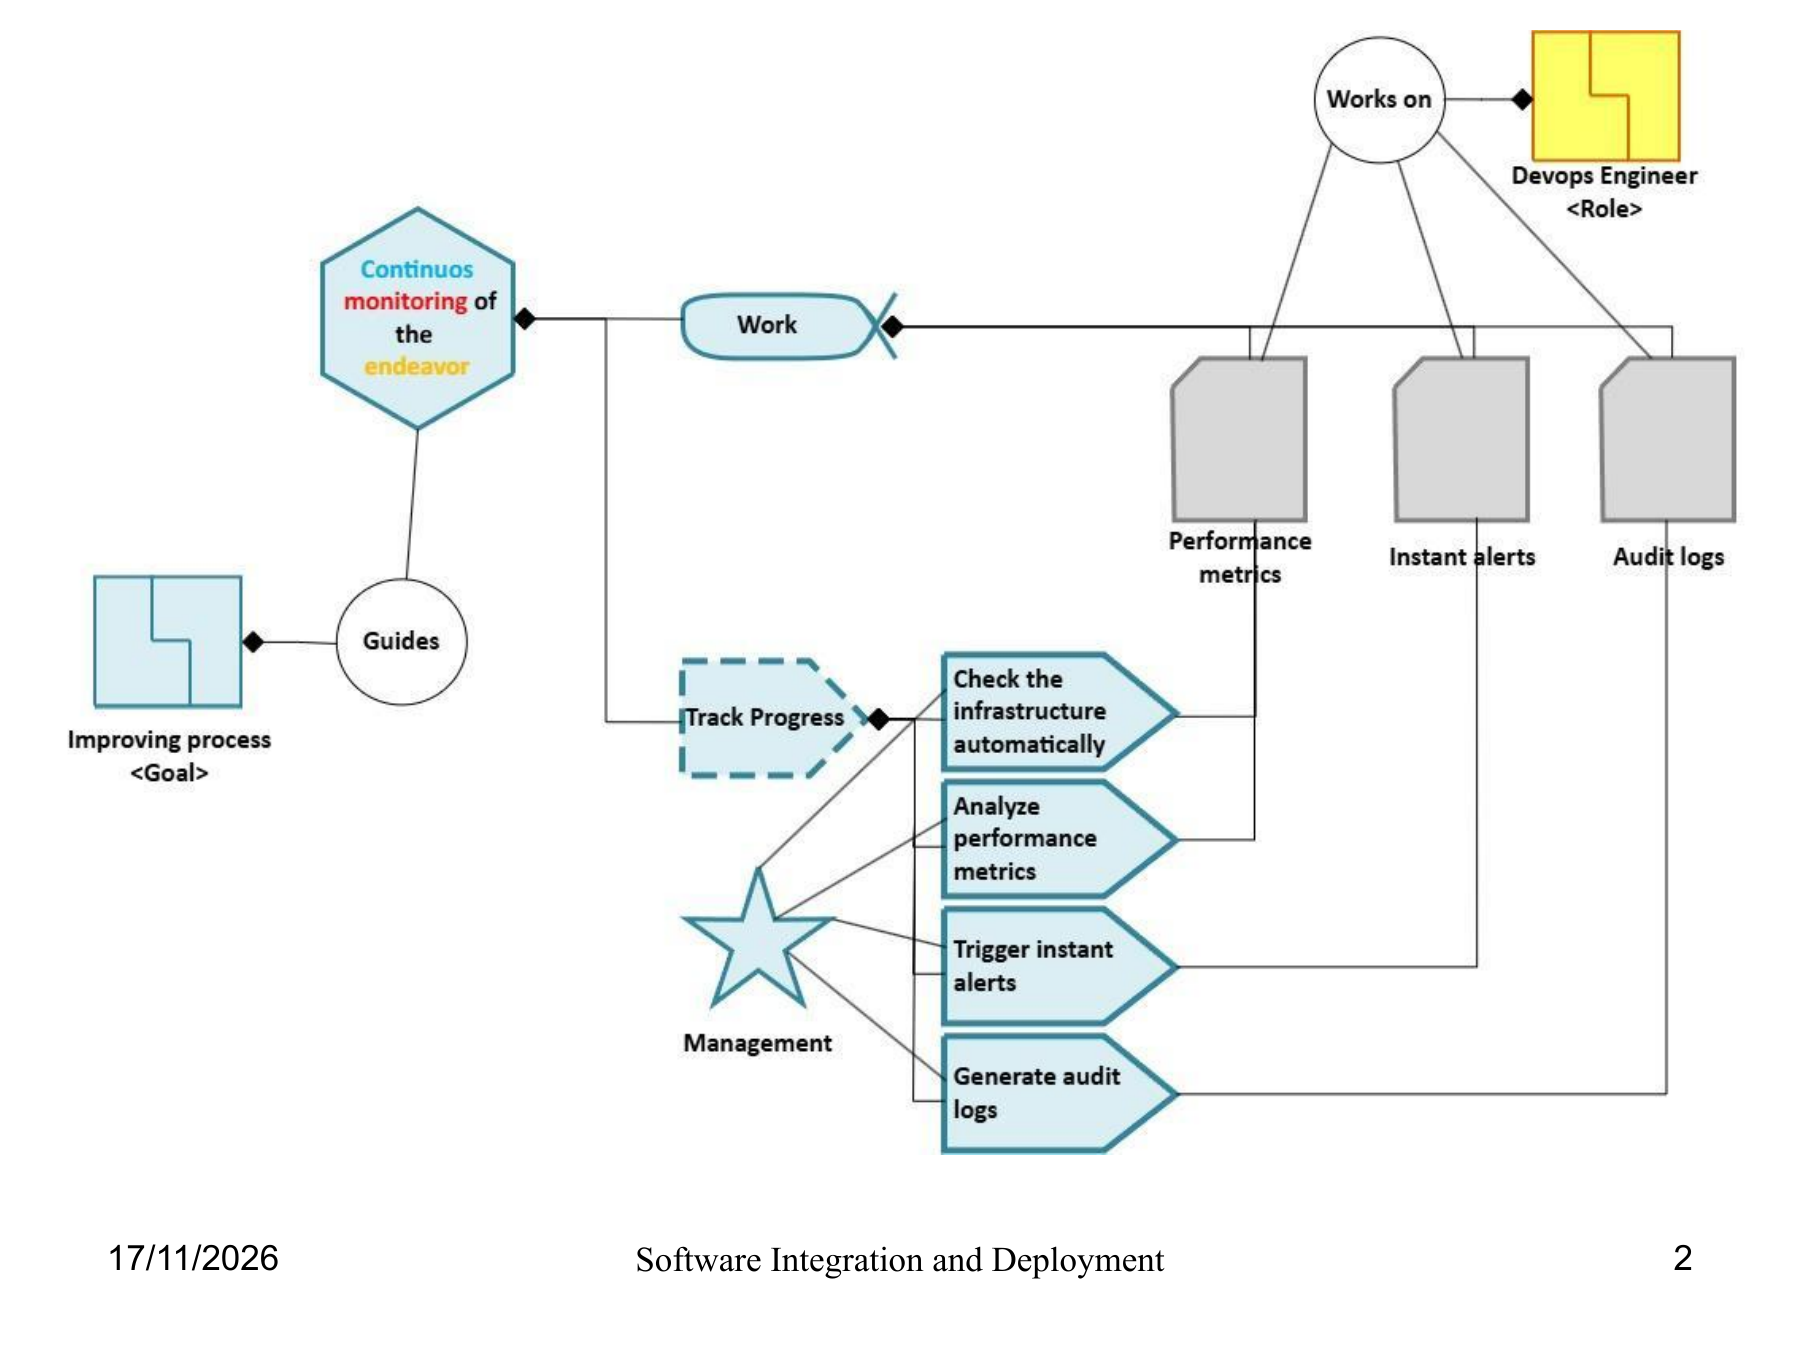 Works on
Devops Engineer
<Role>
Continuos
monitoring of
the
endeavor
Work
Performance
metrics
Instant alerts
Audit logs
Guides
Improving process
<Goal>
Track Progress
Check the
infrastructure
automatically
Analyze
performance
metrics
Trigger instant
alerts
Management
Generate audit
logs
17/11/2026
Software Integration and Deployment
2